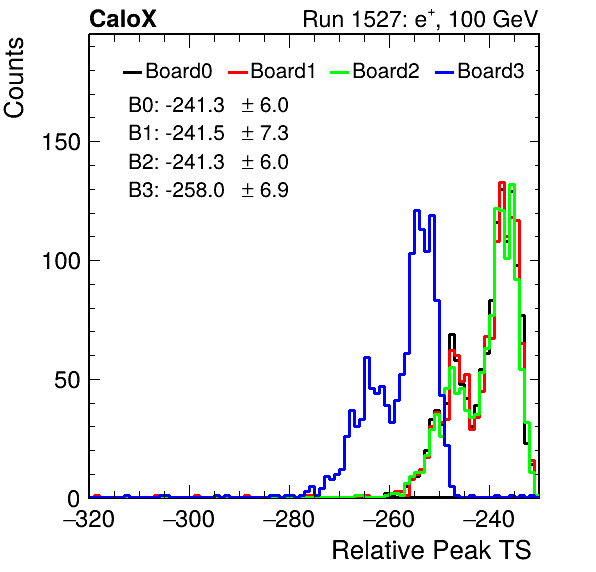 CaloX Run 1527: e⁺, 100 GeV
Counts
Board0 Board1 Board2 Board3
B0: -241.3 ± 6.0
B1: -241.5 ± 7.3
B2: -241.3 ± 6.0
B3: -258.0 ± 6.9
150
100
50
0
−320 −300 −280 −260 −240
Relative Peak TS